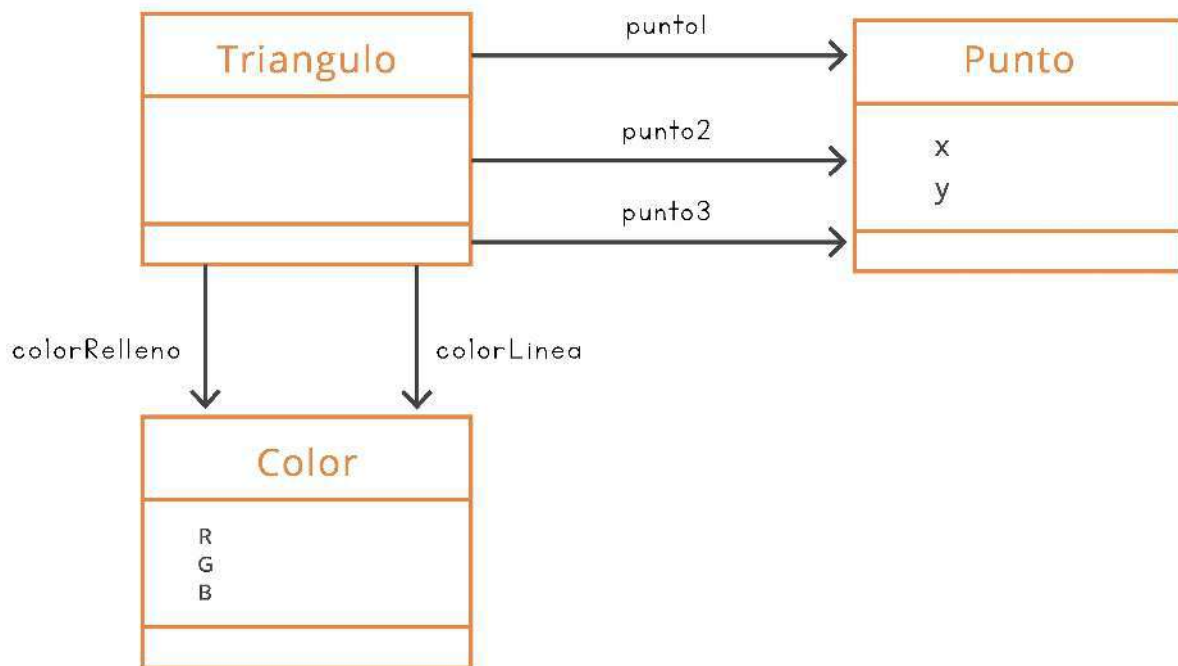 Triangulo
punto1
Punto
punto2
x
y
punto3
colorRelleno
colorLinea
Color
R
G
B